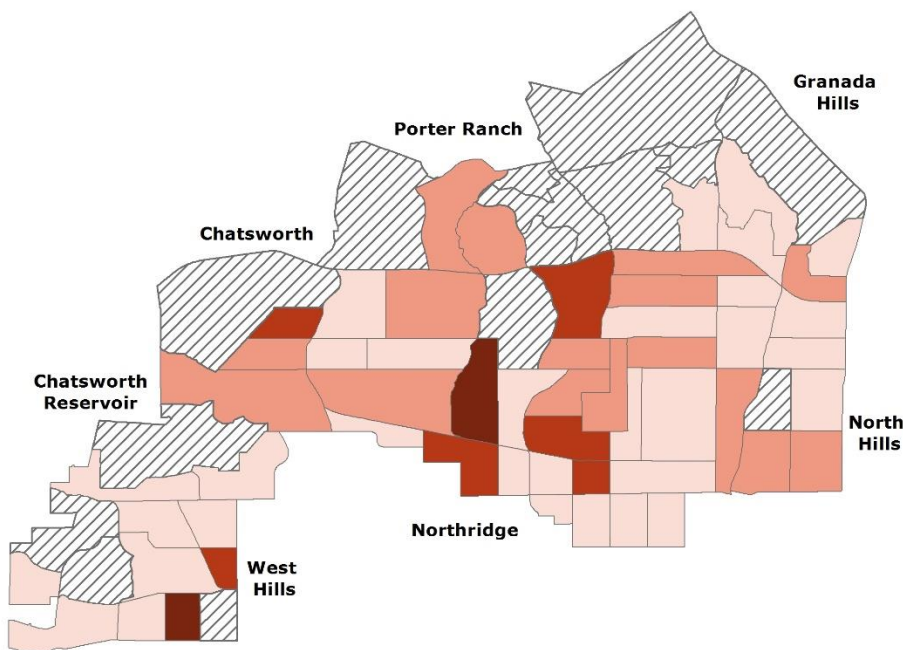 Granada
Hills
Porter Ranch
Chatsworth
Chatsworth
Reservoir
North
Hills
Northridge
West
Hills